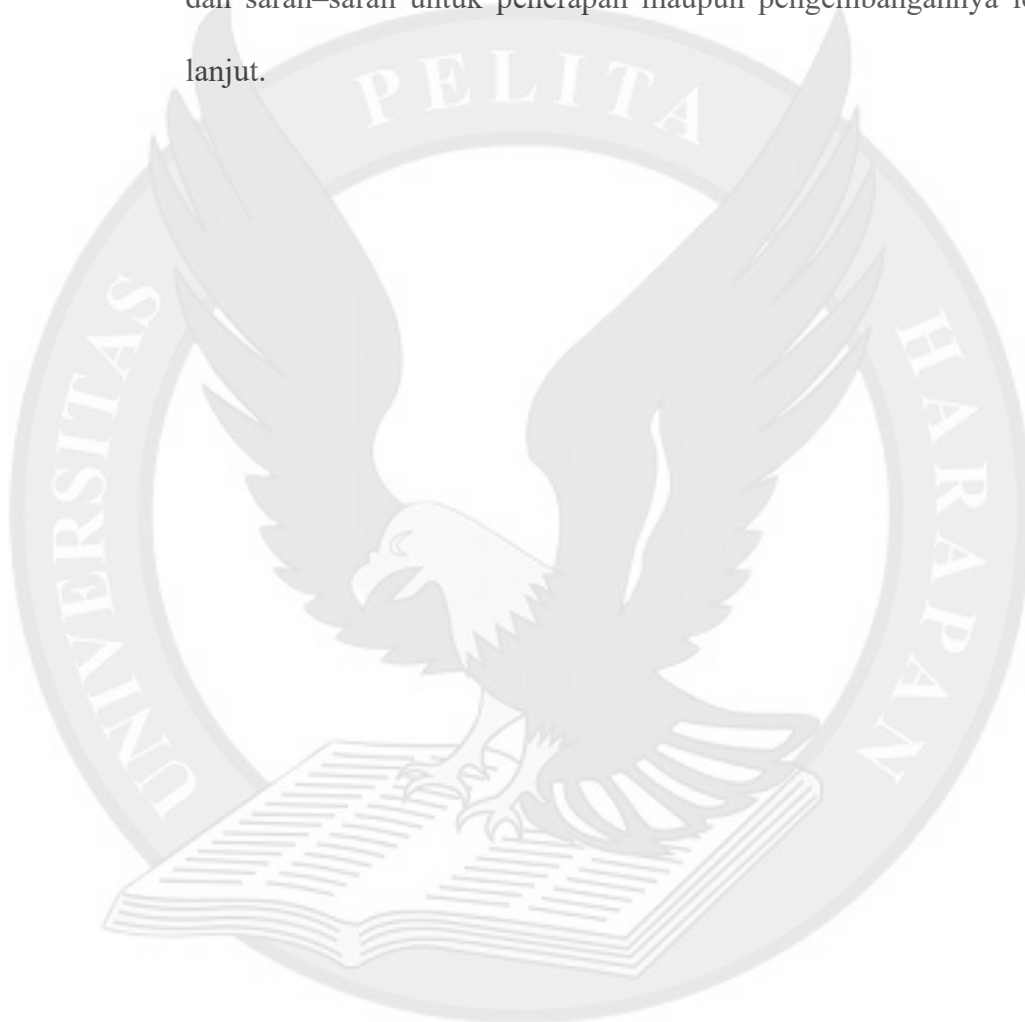 dan saran–saran untuk penerapan maupun pengembangannya
lanjut.
PELITA
UNIVERSITAS
HARAPAN